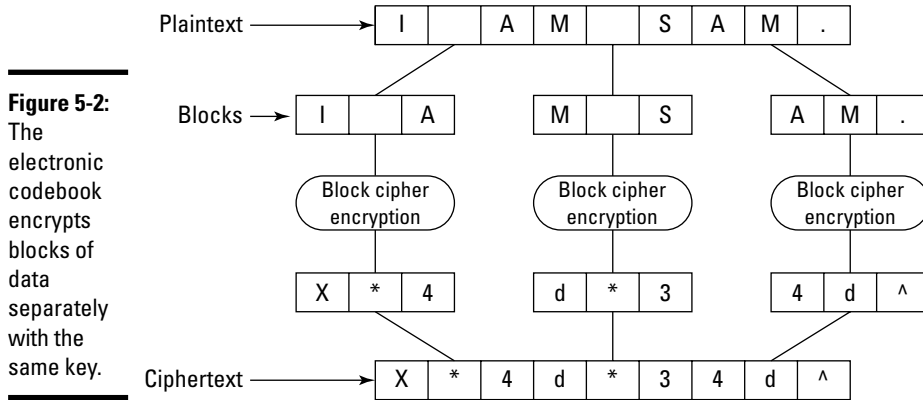 Plaintext I A M S A M .
Figure 5-2:
The
electronic
codebook
encrypts
blocks of
data
separately
with the
same key.
Blocks I A M S A M .
Block cipher encryption
Block cipher encryption
Block cipher encryption
X * 4 d * 3 4 d ^
Ciphertext X * 4 d * 3 4 d ^